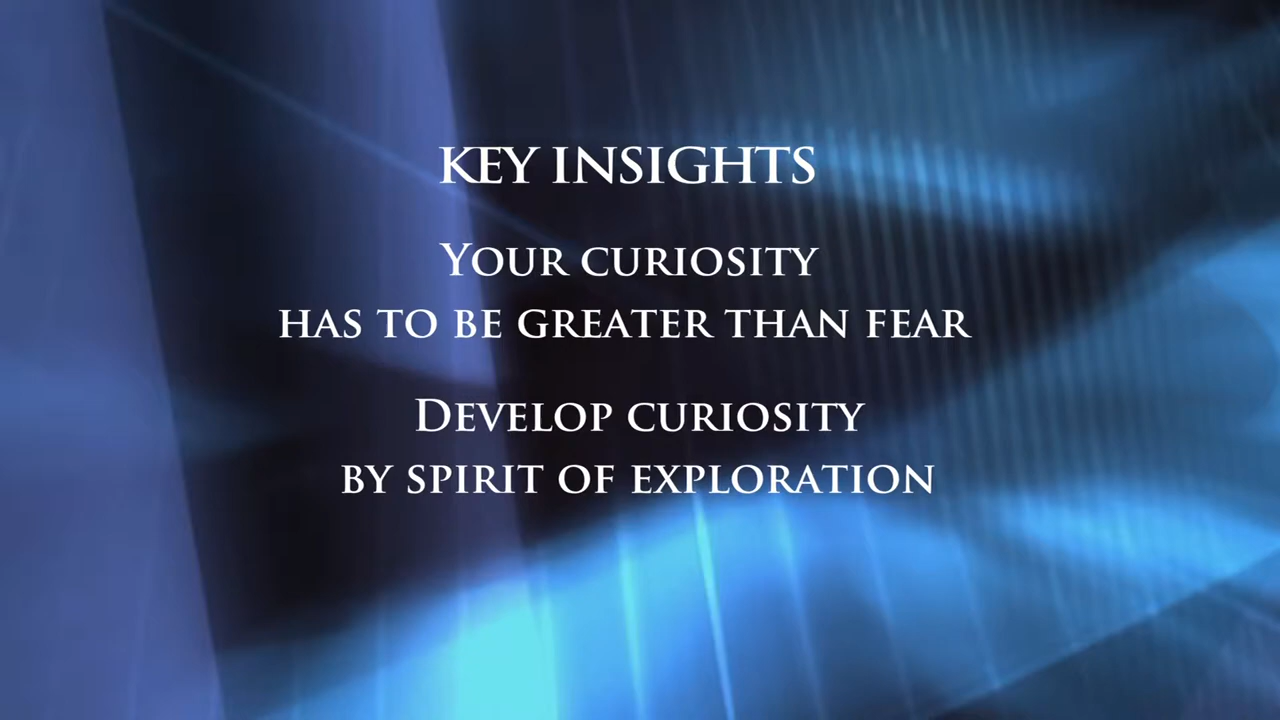 KEY INSIGHTS
Your curiosity
has to be greater than fear
Develop curiosity
by spirit of exploration